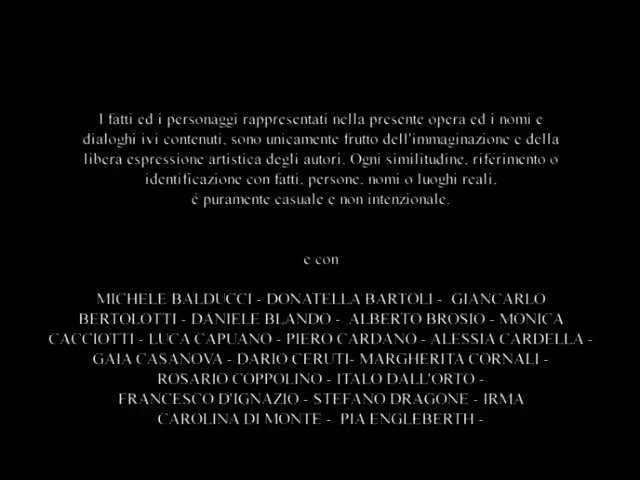 I fatti ed i personaggi rappresentati nella presente opera ed i nomi e
dialoghi ivi contenuti, sono unicamente frutto dell'immaginazione e della
libera espressione artistica degli autori. Ogni similitudine, riferimento o
identificazione con fatti, persone, nomi o luoghi reali,
é puramente casuale e non intenzionale.
e con
MICHELE BALDUCCI - DONATELLA BARTOLI - GIANCARLO
BERTOLOTTI - DANIELE BLANDO - ALBERTO BROSIO - MONICA
CACCIOTTI - LUCA CAPUANO - PIERO CARDANO - ALESSIA CARDELLA -
GAIA CASANOVA - DARIO CERUTI- MARGHERITA CORNALI -
ROSARIO COPPOLINO - ITALO DALL'ORTO -
FRANCESCO D'IGNAZIO - STEFANO DRAGONE - IRMA
CAROLINA DI MONTE - PIA ENGLEBERTH -